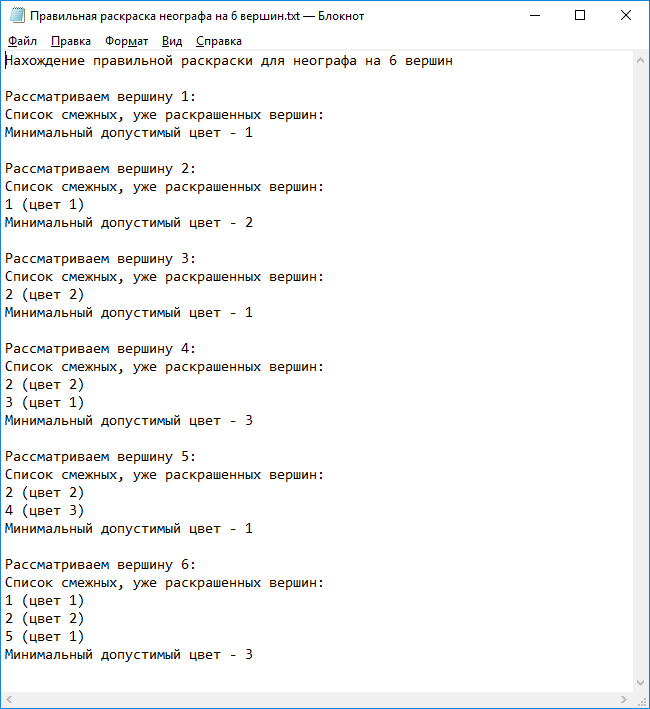 Правильная раскраска неографа на 6 вершин.txt — Блокнот
Файл Правка Формат Вид Справка
Нахождение правильной раскраски для неографа на 6 вершин
Рассматриваем вершину 1:
Список смежных, уже раскрашенных вершин:
Минимальный допустимый цвет - 1
Рассматриваем вершину 2:
Список смежных, уже раскрашенных вершин:
1 (цвет 1)
Минимальный допустимый цвет - 2
Рассматриваем вершину 3:
Список смежных, уже раскрашенных вершин:
2 (цвет 2)
Минимальный допустимый цвет - 1
Рассматриваем вершину 4:
Список смежных, уже раскрашенных вершин:
2 (цвет 2)
3 (цвет 1)
Минимальный допустимый цвет - 3
Рассматриваем вершину 5:
Список смежных, уже раскрашенных вершин:
2 (цвет 2)
4 (цвет 3)
Минимальный допустимый цвет - 1
Рассматриваем вершину 6:
Список смежных, уже раскрашенных вершин:
1 (цвет 1)
2 (цвет 2)
5 (цвет 1)
Минимальный допустимый цвет - 3